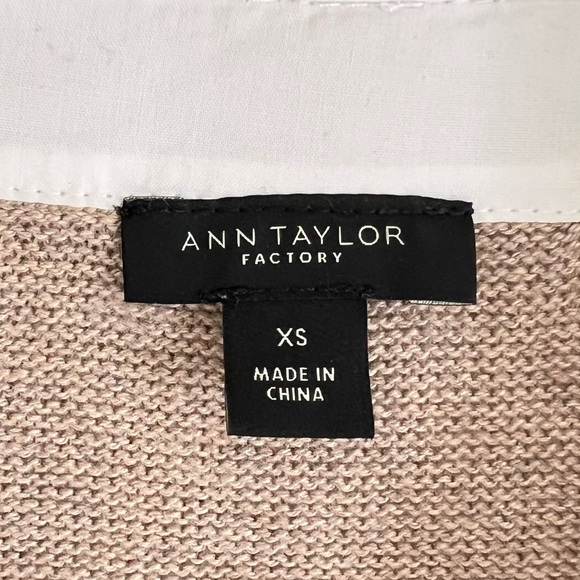 ANN TAYLOR
FACTORY
XS
MADE IN
CHINA